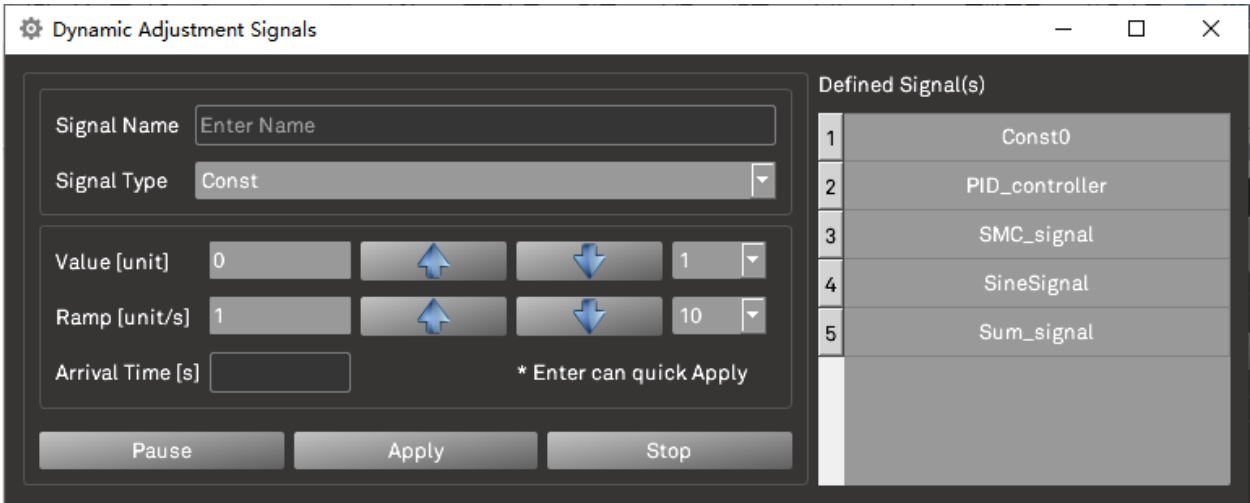 Dynamic Adjustment Signals
Signal Name Enter Name
Signal Type Const
Value [unit] 0 1
Ramp [unit/s] 1 10
Arrival Time [s] * Enter can quick Apply
Pause Apply Stop
Defined Signal(s)
1 Const0
2 PID_controller
3 SMC_signal
4 SineSignal
5 Sum_signal